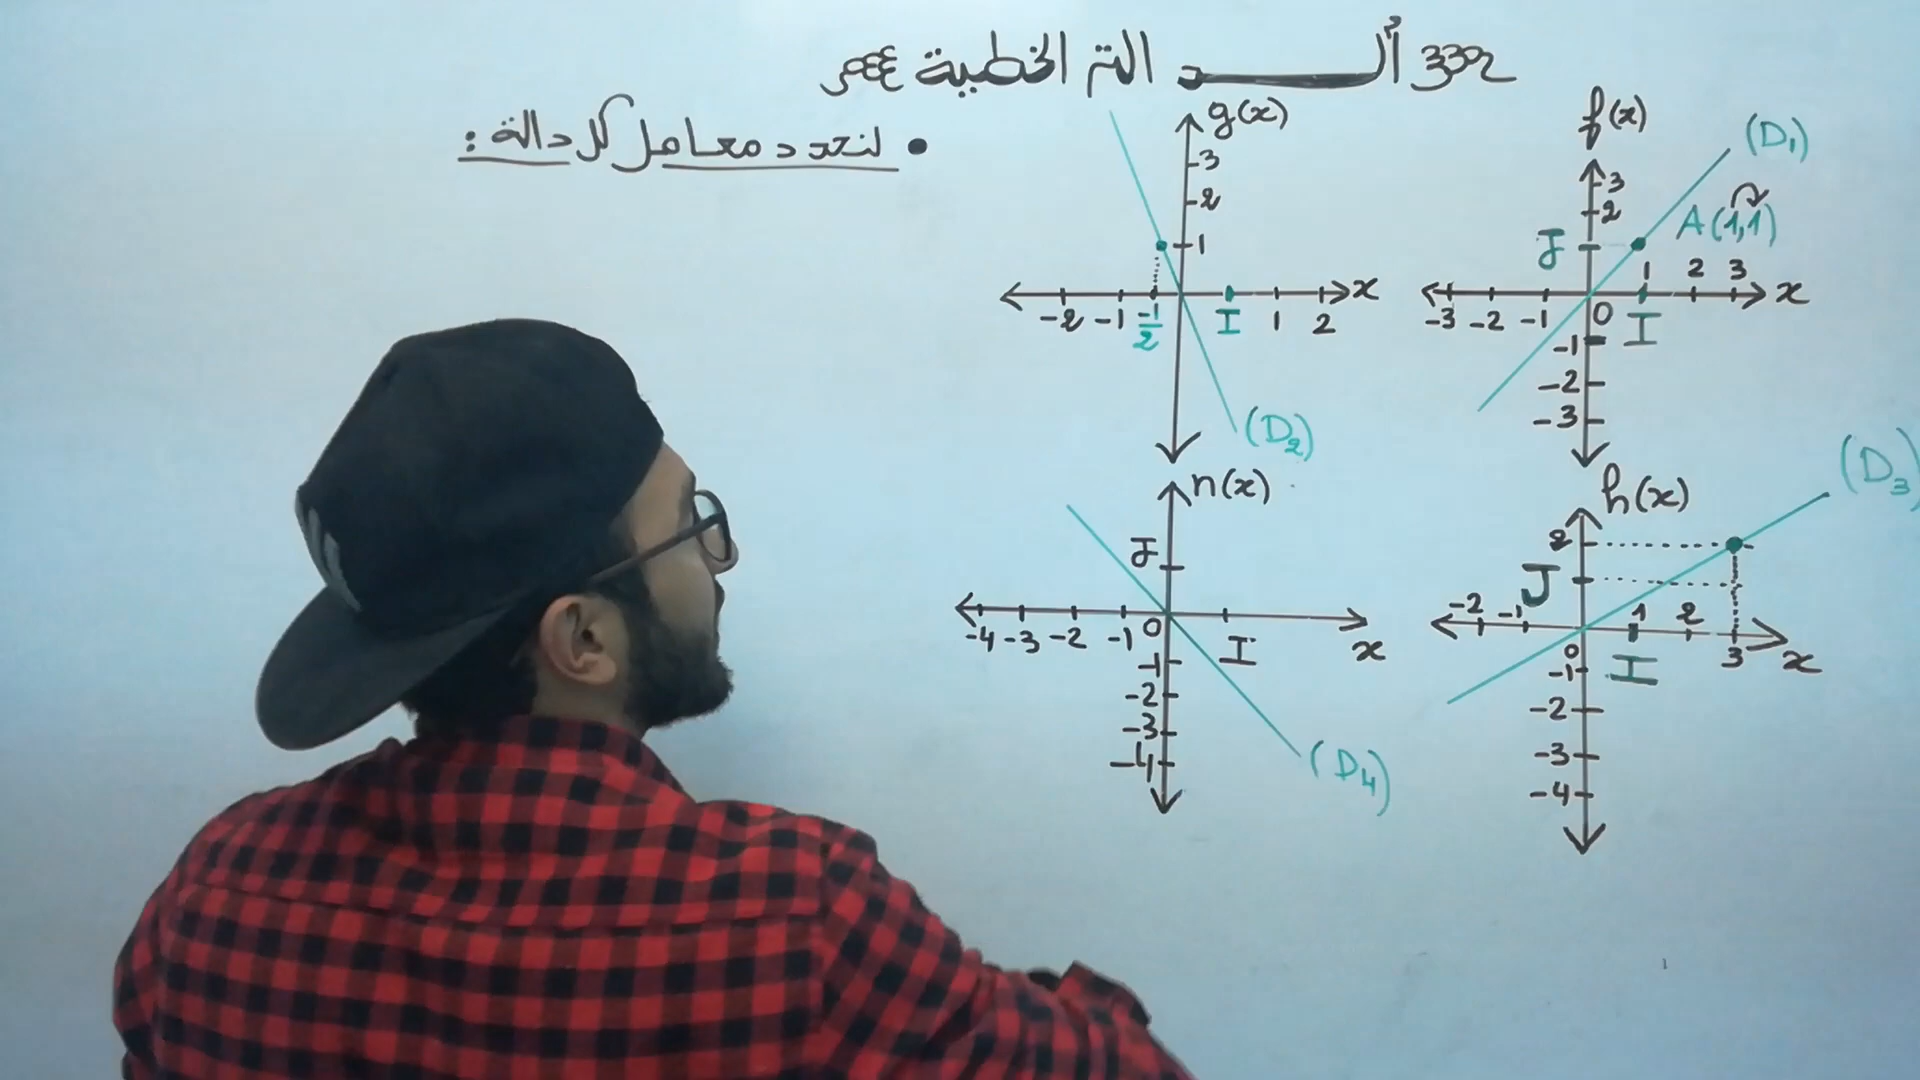 الدالة الخطية
• لنحدد معامل كل دالة :
g(x)
3
2
1
-2 -1 -1/2 I 1 2 x
(D2)
f(x)
(D1)
3
2
A(1,1)
J
1 2 3
-3 -2 -1 0 I x
-1
-2
-3
n(x)
J
-4 -3 -2 -1 0 I x
-1
-2
-3
-4
(D4)
h(x)
(D3)
2
J
-2 -1 1 2
0 I 3 x
-1
-2
-3
-4